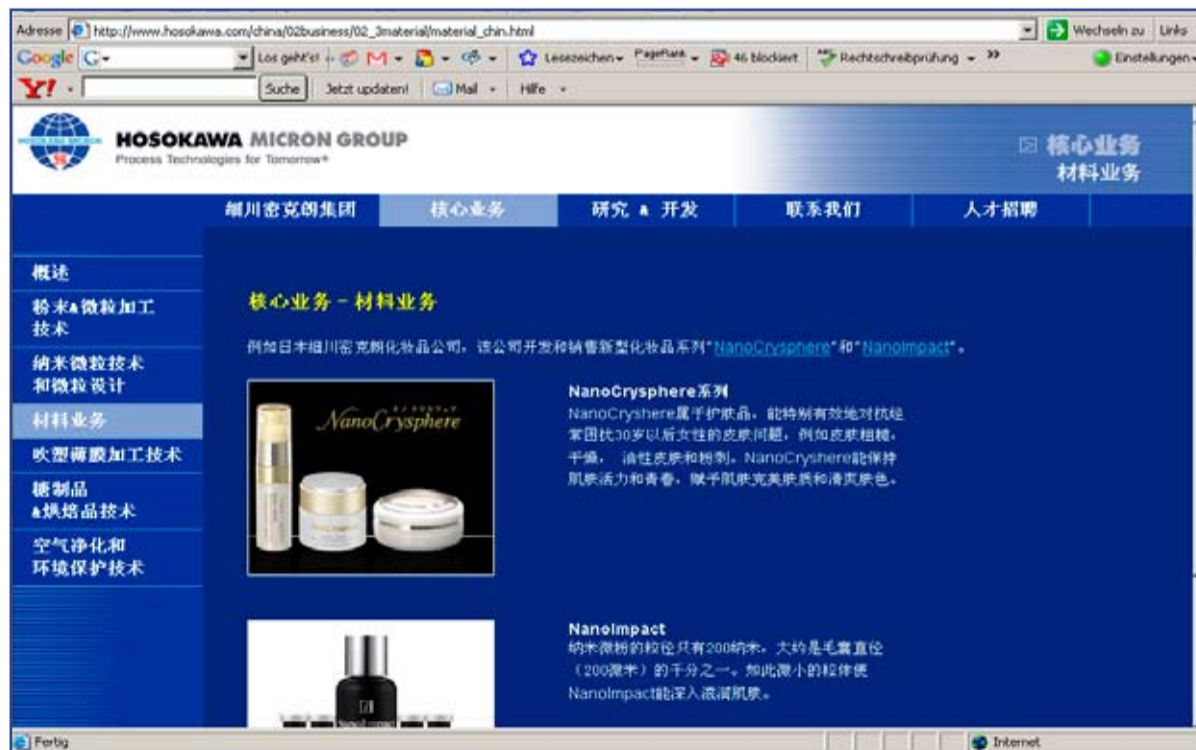 Adresse http://www.hosokawa.com/china/02business/02_3material/material_chin.html Wechseln zu Links
Google G Los geht's! Lesezeichen PageRank 46 blockiert Rechtschreibprüfung Einstellungen
Y! Suche Jetzt updaten! Mail Hilfe
HOSOKAWA MICRON GROUP
Process Technologies for Tomorrow
核心业务
材料业务
细川密克朗集团 核心业务 研究 & 开发 联系我们 人才招聘
概述
粉末&微粒加工
技术
纳米微粒技术
和微粒设计
材料业务
吹塑薄膜加工技术
糖制品
&烘焙品技术
空气净化和
环境保护技术
核心业务 - 材料业务
例如日本细川密克朗化妆品公司，该公司开发和销售新型化妆品系列"NanoCrysphere"和"NanoImpact"。
NanoCrysphere
NanoCrysphere系列
NanoCryshere属于护肤品，能特别有效地对抗经
常困扰30岁以后女性的皮肤问题，例如皮肤粗糙，
干燥， 油性皮肤和粉刺。NanoCryshere能保持
肌肤活力和青春，赋予肌肤完美肤质和清爽肤色。
NanoImpact
纳米微粉的粒径只有200纳米，大约是毛囊直径
（200微米）的千分之一。如此微小的粒体使
NanoImpact能深入滋润肌肤。
Fertig Internet